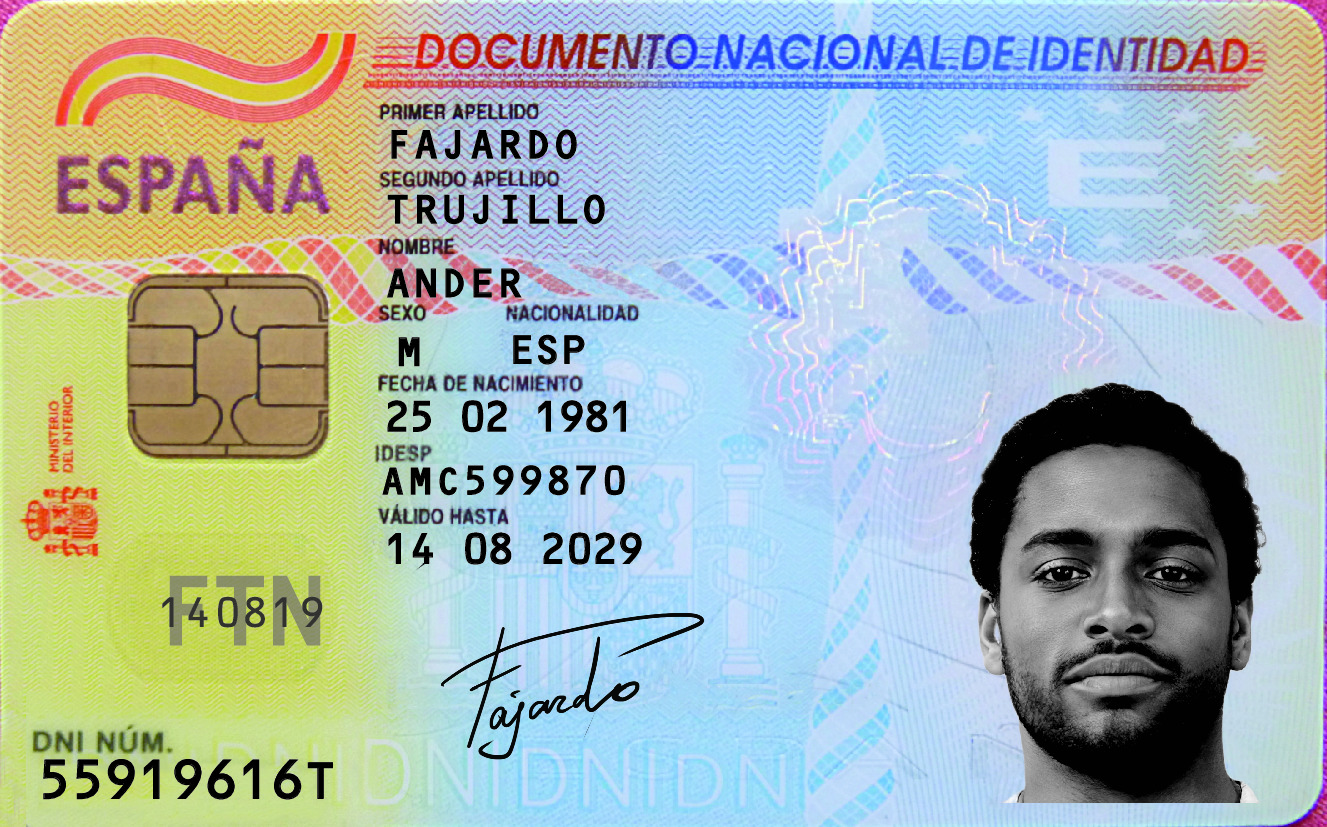 DOCUMENTO NACIONAL DE IDENTIDAD
ESPAÑA
PRIMER APELLIDO
FAJARDO
SEGUNDO APELLIDO
TRUJILLO
NOMBRE
ANDER
SEXO NACIONALIDAD
M ESP
FECHA DE NACIMIENTO
25 02 1981
IDESP
AMC599870
VÁLIDO HASTA
14 08 2029
MINISTERIO
DEL INTERIOR
E
FTN
140819
Fajardo
DNI NÚM.
55919616T
DNIDNIDNIDN